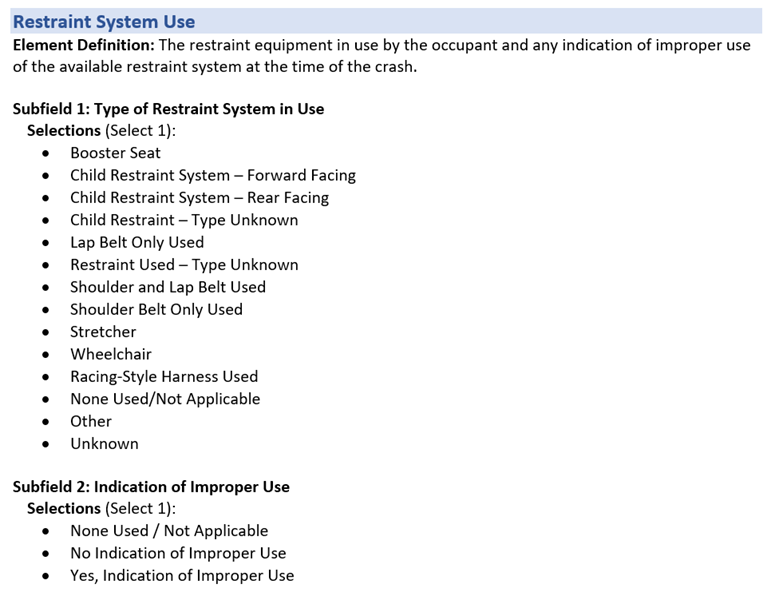 Restraint System Use
Element Definition: The restraint equipment in use by the occupant and any indication of improper use
of the available restraint system at the time of the crash.
Subfield 1: Type of Restraint System in Use
Selections (Select 1):
• Booster Seat
• Child Restraint System – Forward Facing
• Child Restraint System – Rear Facing
• Child Restraint – Type Unknown
• Lap Belt Only Used
• Restraint Used – Type Unknown
• Shoulder and Lap Belt Used
• Shoulder Belt Only Used
• Stretcher
• Wheelchair
• Racing-Style Harness Used
• None Used/Not Applicable
• Other
• Unknown
Subfield 2: Indication of Improper Use
Selections (Select 1):
• None Used / Not Applicable
• No Indication of Improper Use
• Yes, Indication of Improper Use